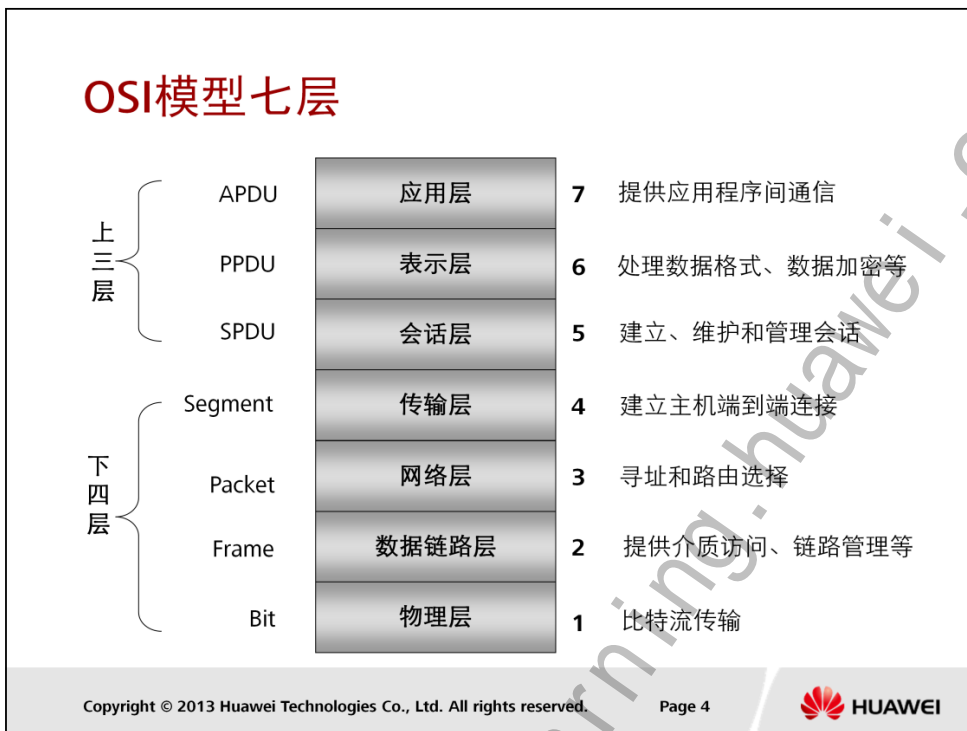 OSI模型七层
上三层
APDU 应用层 7 提供应用程序间通信
PPDU 表示层 6 处理数据格式、数据加密等
SPDU 会话层 5 建立、维护和管理会话
下四层
Segment 传输层 4 建立主机端到端连接
Packet 网络层 3 寻址和路由选择
Frame 数据链路层 2 提供介质访问、链路管理等
Bit 物理层 1 比特流传输
rning.huawei.
Copyright © 2013 Huawei Technologies Co., Ltd. All rights reserved. Page 4 HUAWEI